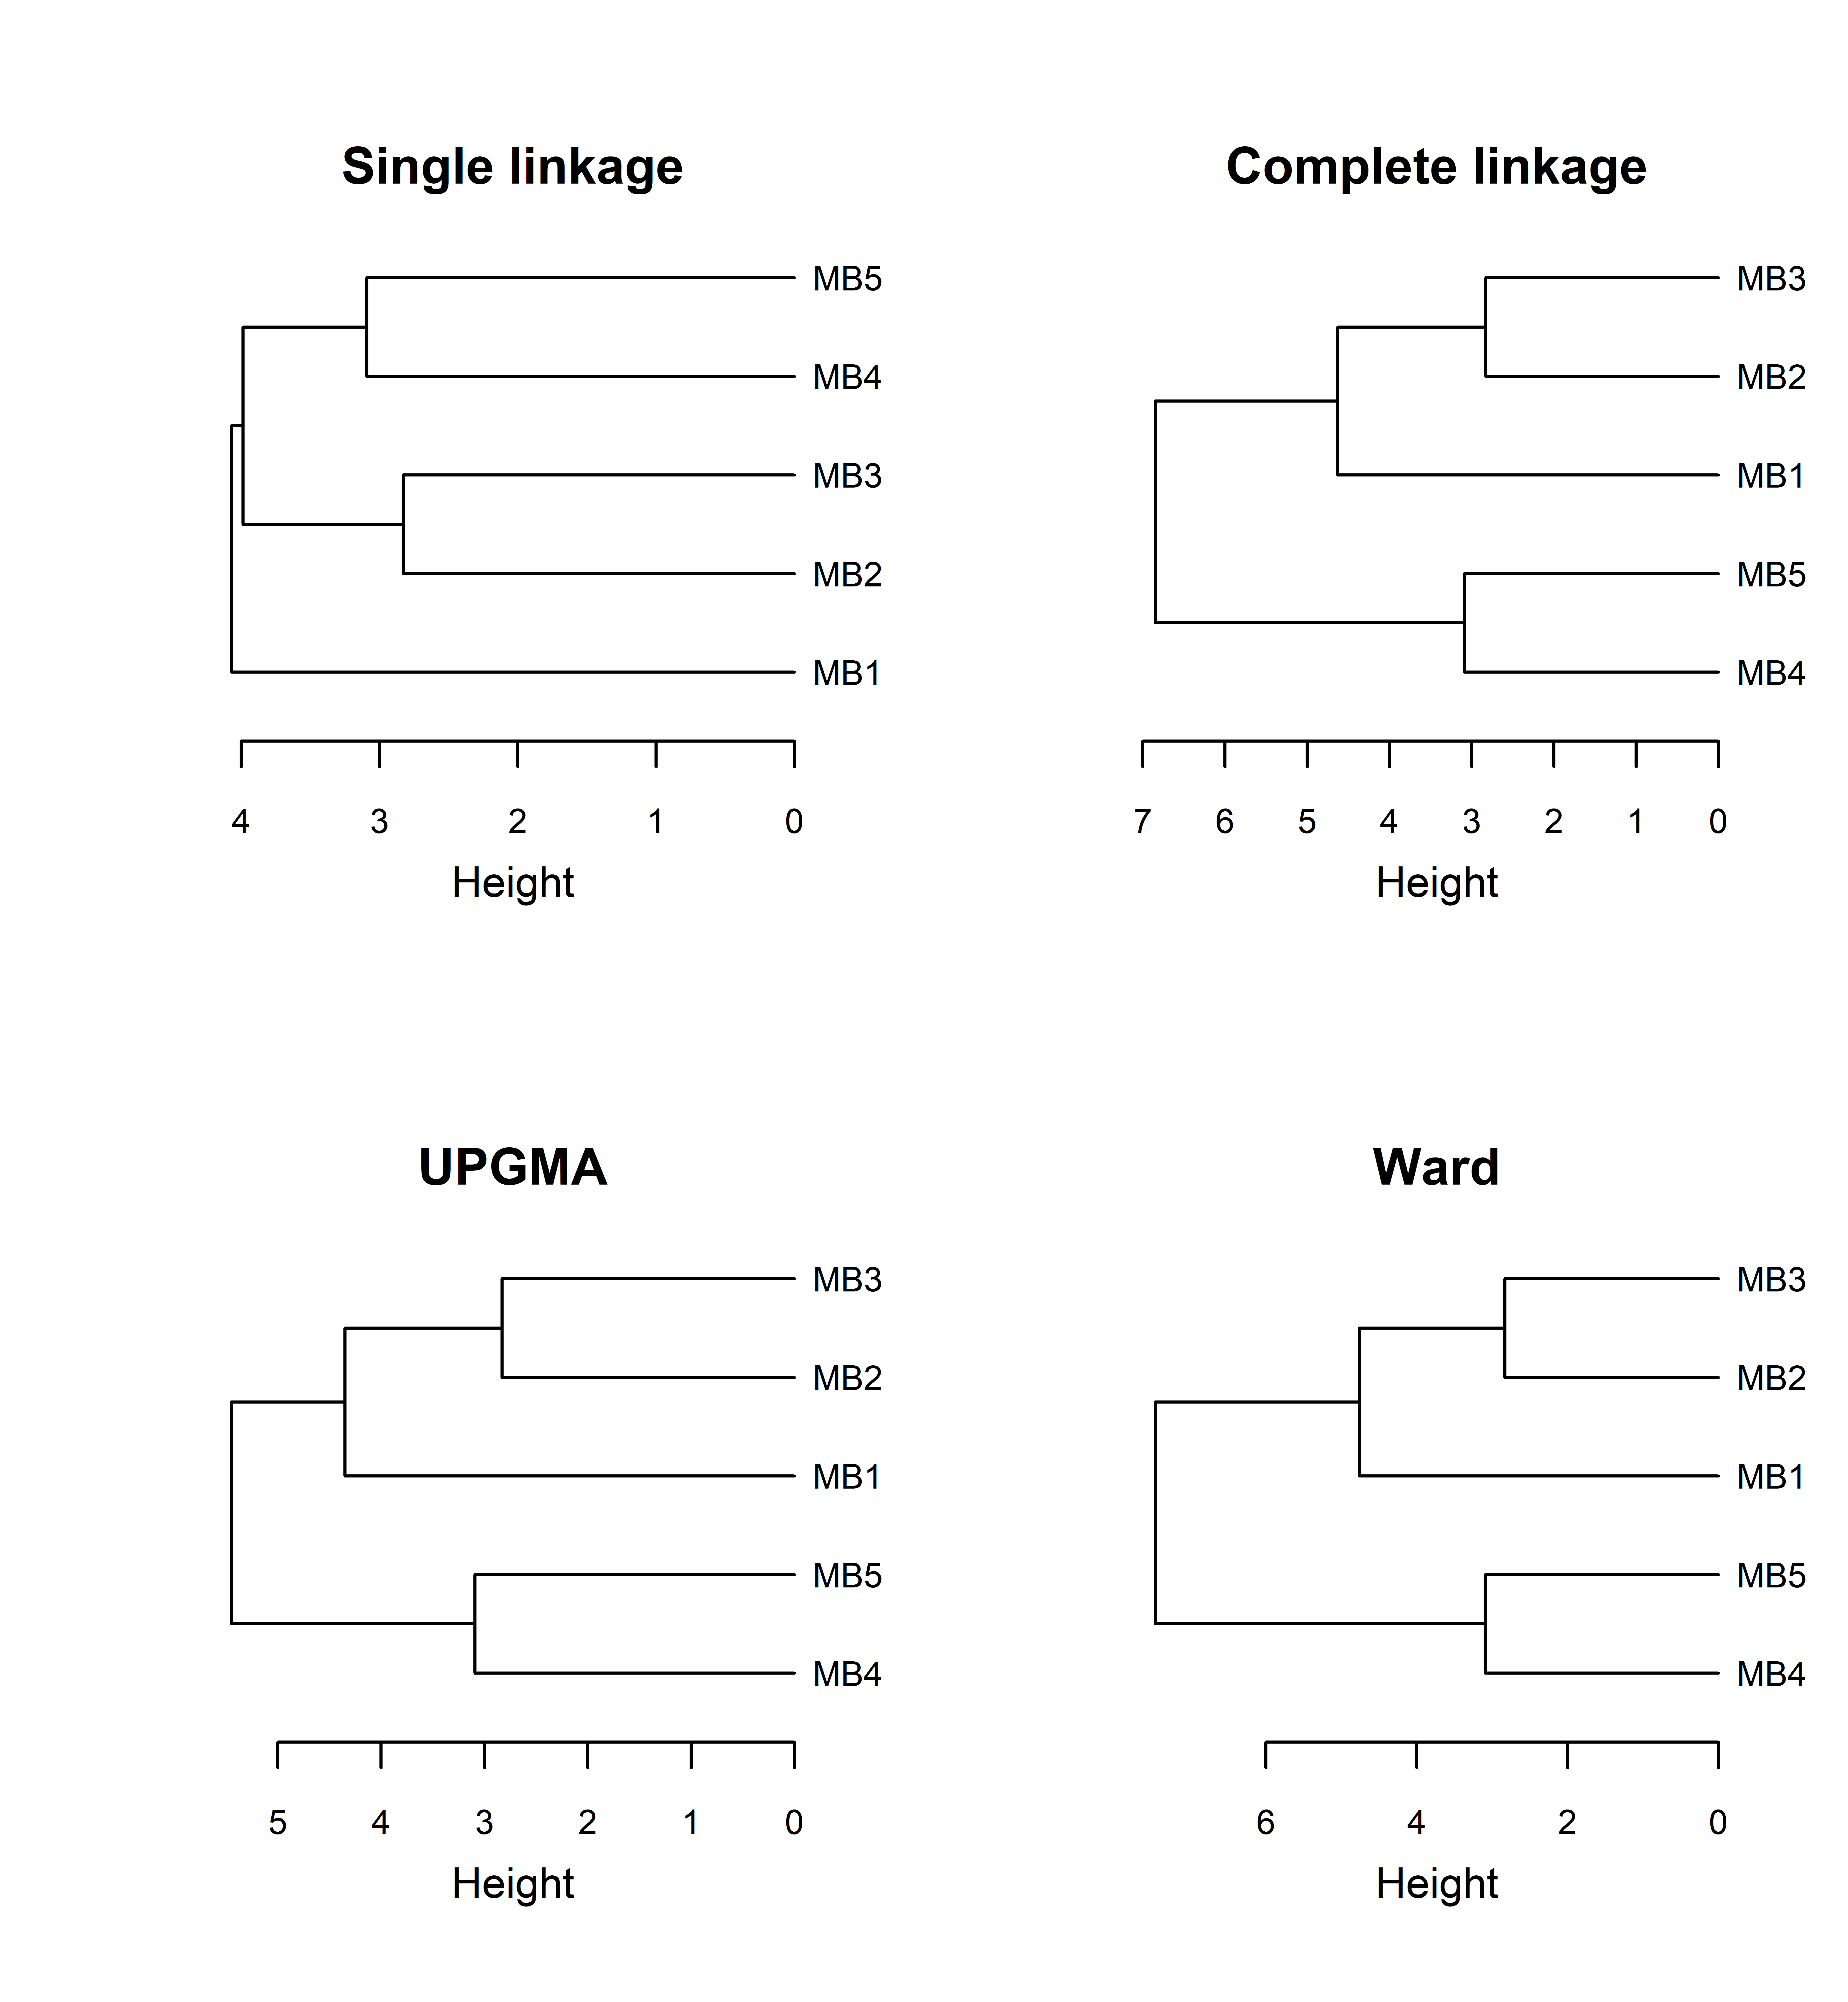 Single linkage
MB5
MB4
MB3
MB2
MB1
4 3 2 1 0
Height
Complete linkage
MB3
MB2
MB1
MB5
MB4
7 6 5 4 3 2 1 0
Height
UPGMA
MB3
MB2
MB1
MB5
MB4
5 4 3 2 1 0
Height
Ward
MB3
MB2
MB1
MB5
MB4
6 4 2 0
Height